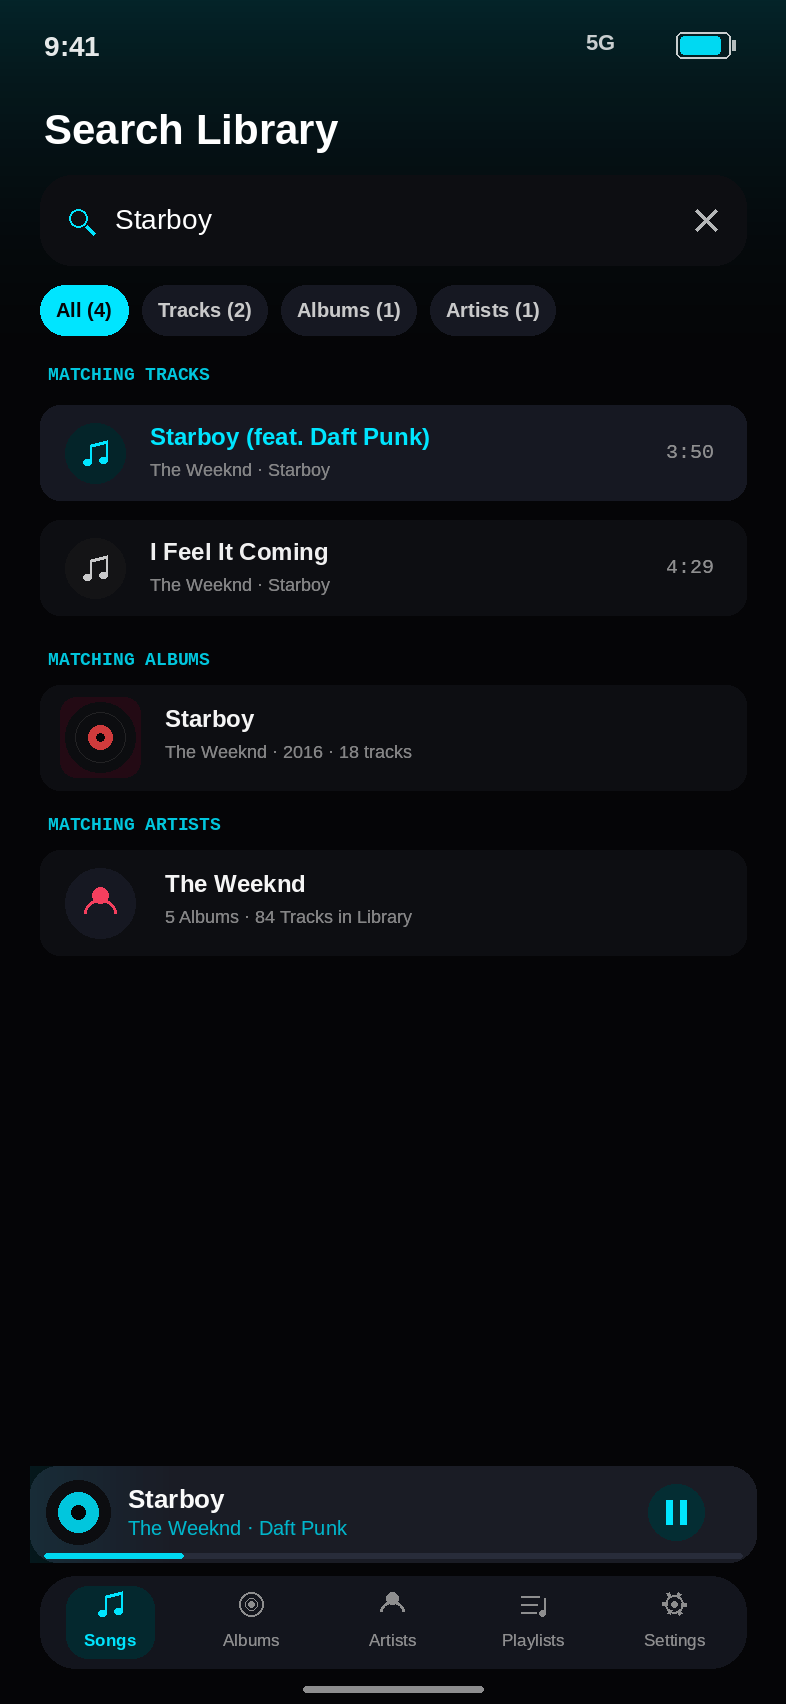 9:41
5G
Search Library
Starboy
All (4)
Tracks (2)
Albums (1)
Artists (1)
MATCHING TRACKS
Starboy (feat. Daft Punk)
The Weeknd · Starboy
3:50
I Feel It Coming
The Weeknd · Starboy
4:29
MATCHING ALBUMS
Starboy
The Weeknd · 2016 · 18 tracks
MATCHING ARTISTS
The Weeknd
5 Albums · 84 Tracks in Library
Starboy
The Weeknd · Daft Punk
Songs
Albums
Artists
Playlists
Settings